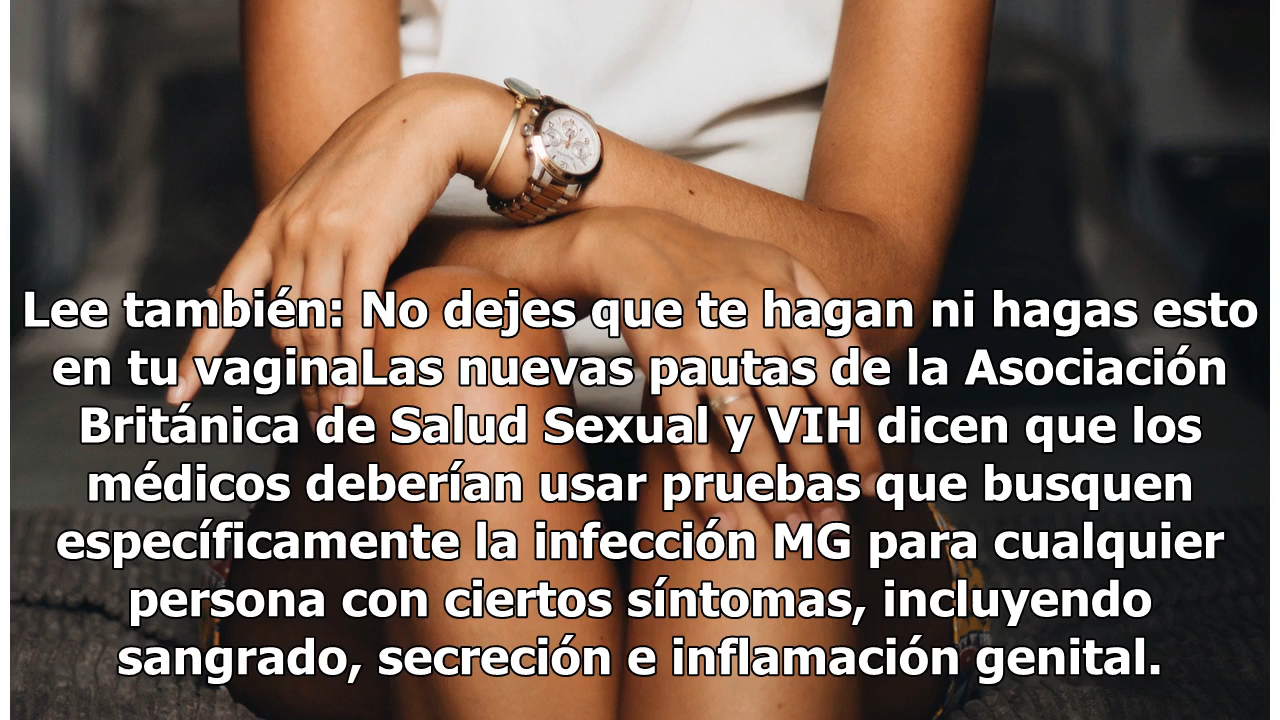 Lee también: No dejes que te hagan ni hagas esto
en tu vaginaLas nuevas pautas de la Asociación
Británica de Salud Sexual y VIH dicen que los
médicos deberían usar pruebas que busquen
específicamente la infección MG para cualquier
persona con ciertos síntomas, incluyendo
sangrado, secreción e inflamación genital.